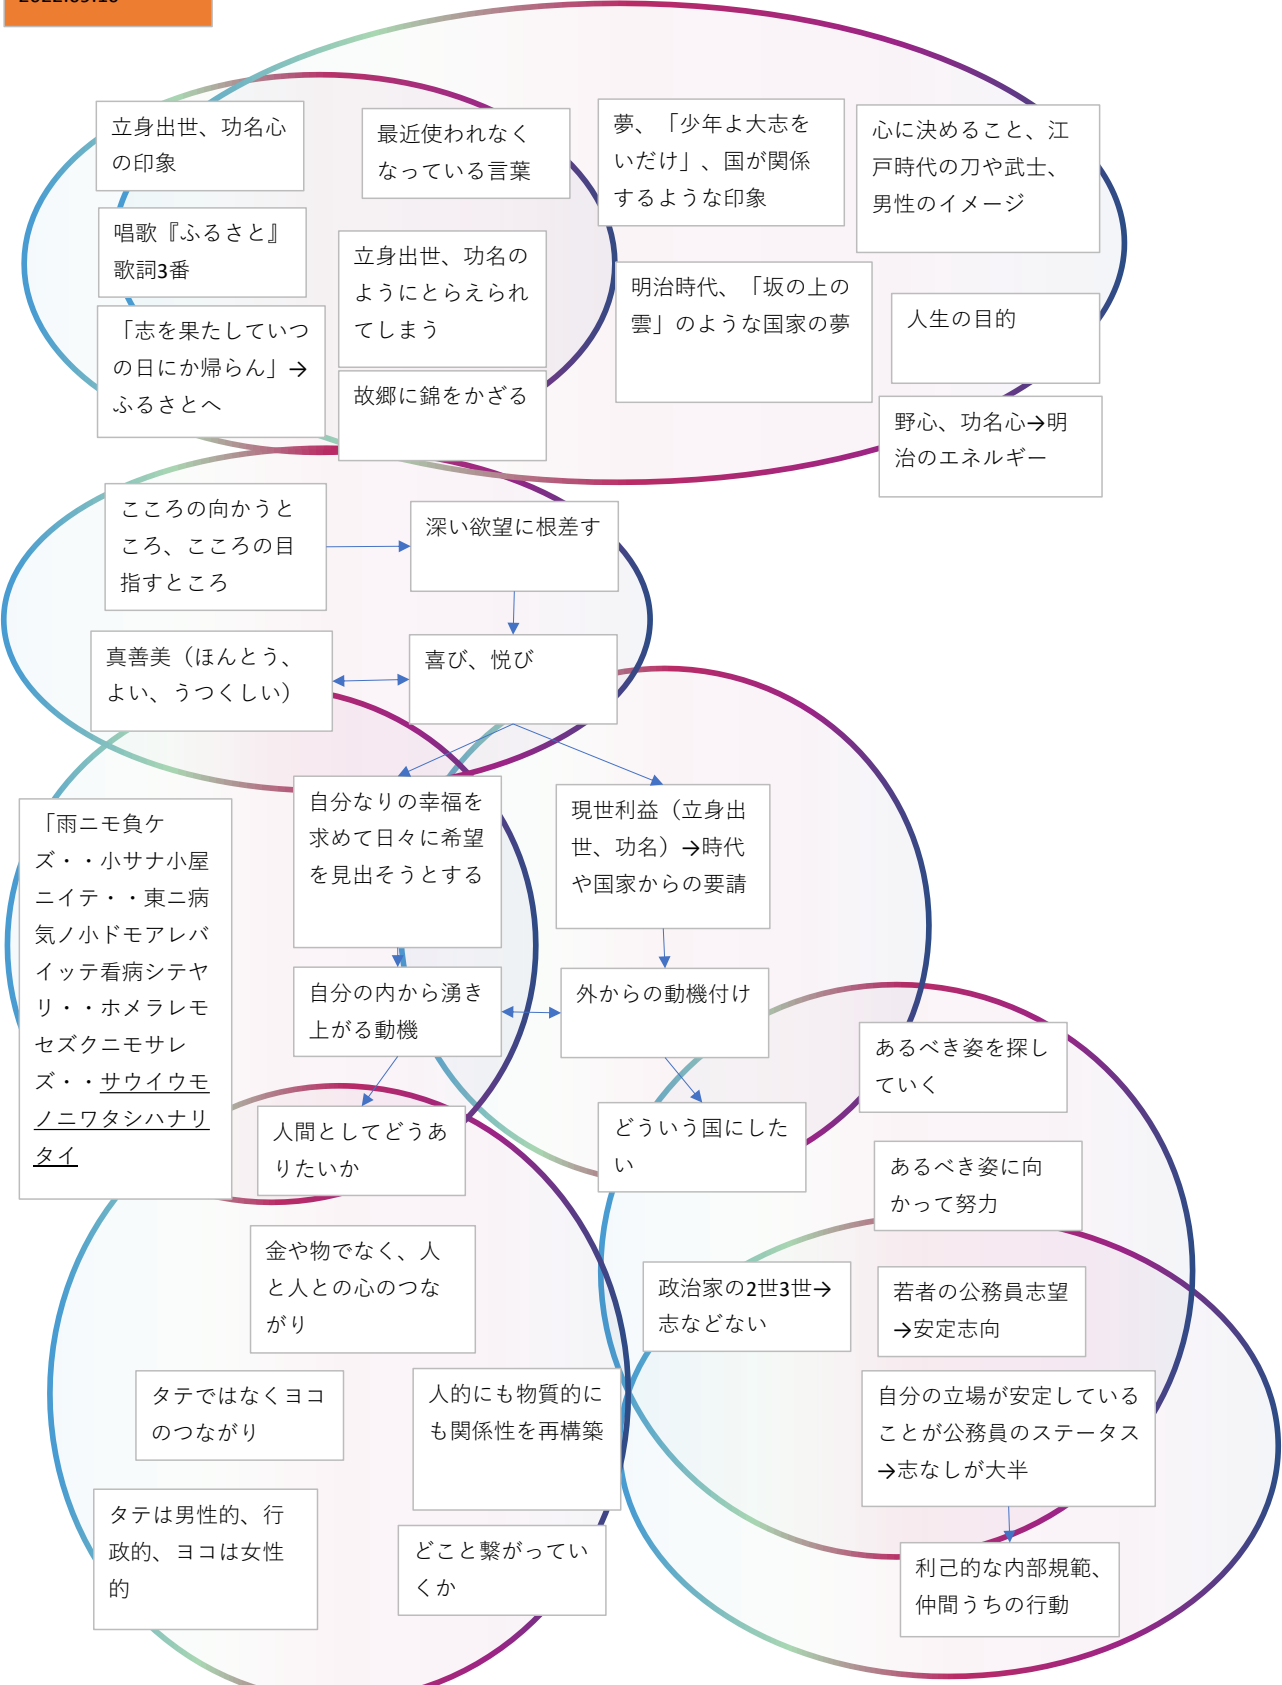 立身出世、功名心
の印象
最近使われなく
なっている言葉
夢、「少年よ大志を
いだけ」、国が関係
するような印象
心に決めること、江
戸時代の刀や武士、
男性のイメージ
唱歌『ふるさと』
歌詞3番
立身出世、功名の
ようにとらえられ
てしまう
明治時代、「坂の上の
雲」のような国家の夢
人生の目的
「志を果たしていつ
の日にか帰らん」→
ふるさとへ
故郷に錦をかざる
野心、功名心→明
治のエネルギー
こころの向かうと
ころ、こころの目
指すところ
深い欲望に根差す
真善美（ほんとう、
よい、うつくしい）
喜び、悦び
「雨ニモ負ケ
ズ・・小サナ小屋
ニイテ・・東ニ病
気ノ小ドモアレバ
イッテ看病シテヤ
リ・・ホメラレモ
セズクニモサレ
ズ・・サウイウモ
ノニワタシハナリ
タイ
自分なりの幸福を
求めて日々に希望
を見出そうとする
現世利益（立身出
世、功名）→時代
や国家からの要請
自分の内から湧き
上がる動機
外からの動機付け
あるべき姿を探し
ていく
人間としてどうあ
りたいか
どういう国にした
い
あるべき姿に向
かって努力
金や物でなく、人
と人との心のつな
がり
政治家の2世3世→
志などない
若者の公務員志望
→安定志向
タテではなくヨコ
のつながり
人的にも物質的に
も関係性を再構築
自分の立場が安定している
ことが公務員のステータス
→志なしが大半
タテは男性的、行
政的、ヨコは女性
的
どこと繋がってい
くか
利己的な内部規範、
仲間うちの行動